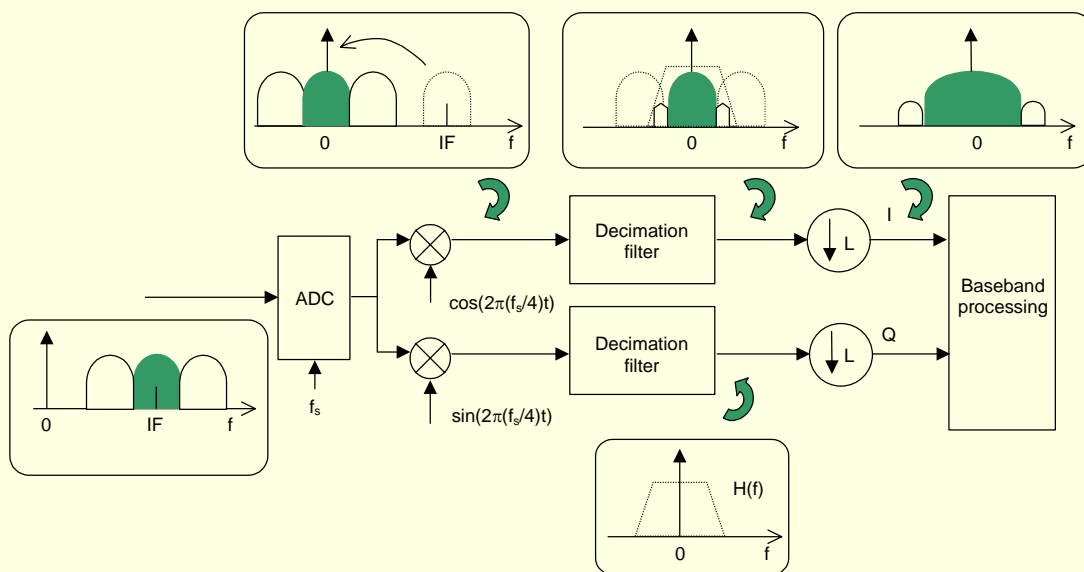 0
IF
f
0
f
0
f
Decimation
filter
L
I
ADC
cos(2π(fₛ/4)t)
Baseband
processing
Decimation
filter
L
Q
fₛ
sin(2π(fₛ/4)t)
0
IF
f
H(f)
0
f